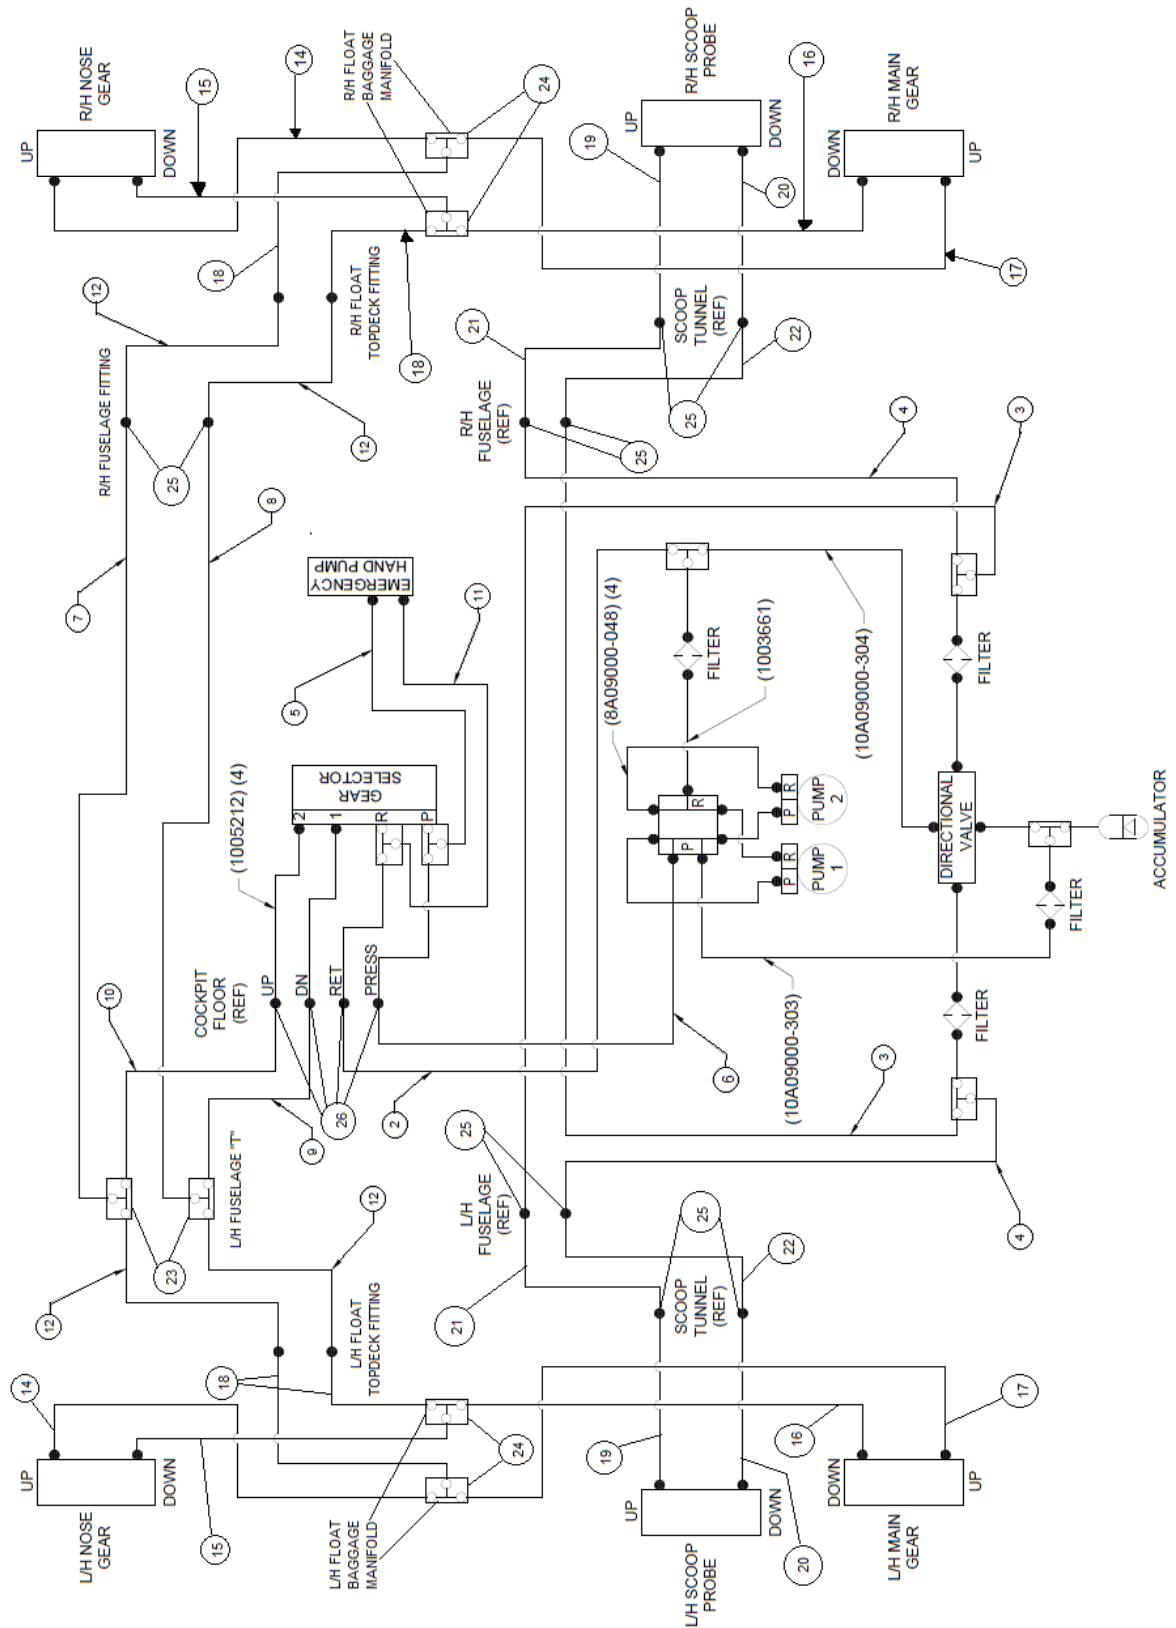 UP
R/H NOSE
GEAR
DOWN
15
14
R/H FLOAT
BAGGAGE
MANIFOLD
24
19
UP
R/H SCOOP
PROBE
DOWN
20
16
DOWN
R/H MAIN
GEAR
UP
17
18
12
R/H FLOAT
TOPDECK FITTING
18
21
SCOOP
TUNNEL
(REF)
22
25
R/H FUSELAGE FITTING
25
12
R/H
FUSELAGE
(REF)
25
4
3
7
8
EMERGENCY
HAND PUMP
5
11
(8A09000-048) (4)
FILTER
(1003661)
(10A09000-304)
FILTER
(1005212) (4)
GEAR
SELECTOR
2
1
R
P
R
P
P
R
PUMP
2
P
R
PUMP
1
DIRECTIONAL
VALVE
ACCUMULATOR
FILTER
10
COCKPIT
FLOOR
(REF)
UP
DN
RET
PRESS
26
9
2
6
(10A09000-303)
FILTER
3
L/H FUSELAGE "T"
23
12
12
25
L/H
FUSELAGE
(REF)
21
25
22
4
SCOOP
TUNNEL
(REF)
L/H FLOAT
TOPDECK FITTING
18
14
UP
L/H NOSE
GEAR
DOWN
15
L/H FLOAT
BAGGAGE
MANIFOLD
24
19
UP
L/H SCOOP
PROBE
DOWN
20
16
17
DOWN
L/H MAIN
GEAR
UP